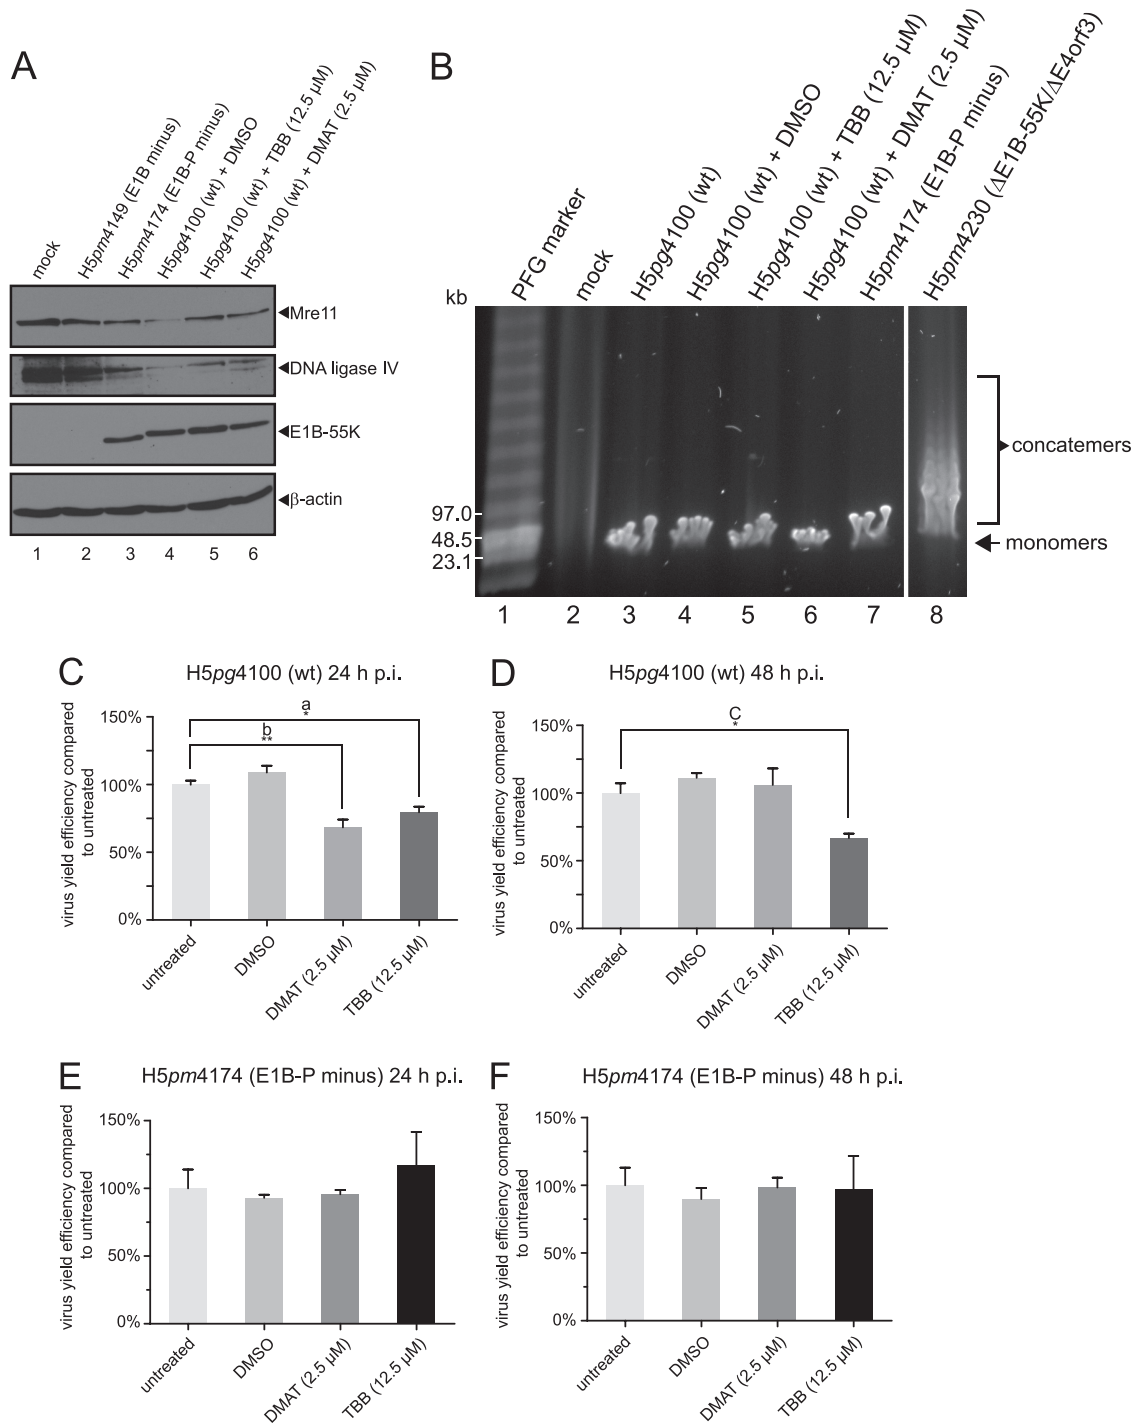 A
mock
H5pm4149 (E1B minus)
H5pm4174 (E1B-P minus)
H5pg4100 (wt) + DMSO
H5pg4100 (wt) + TBB (12.5 µM)
H5pg4100 (wt) + DMAT (2.5 µM)
Mre11
DNA ligase IV
E1B-55K
β-actin
1 2 3 4 5 6
B
kb
PFG marker
mock
H5pg4100 (wt)
H5pg4100 (wt) + DMSO
H5pg4100 (wt) + TBB (12.5 µM)
H5pg4100 (wt) + DMAT (2.5 µM)
H5pm4174 (E1B-P minus)
H5pm4230 (ΔE1B-55K/ΔE4orf3)
97.0
48.5
23.1
concatemers
monomers
1 2 3 4 5 6 7 8
C
H5pg4100 (wt) 24 h p.i.
virus yield efficiency compared
to untreated
150%
100%
50%
0%
a
*
b
**
untreated
DMSO
DMAT (2.5 µM)
TBB (12.5 µM)
D
H5pg4100 (wt) 48 h p.i.
virus yield efficiency compared
to untreated
150%
100%
50%
0%
C
*
untreated
DMSO
DMAT (2.5 µM)
TBB (12.5 µM)
E
H5pm4174 (E1B-P minus) 24 h p.i.
virus yield efficiency compared
to untreated
150%
100%
50%
0%
untreated
DMSO
DMAT (2.5 µM)
TBB (12.5 µM)
F
H5pm4174 (E1B-P minus) 48 h p.i.
virus yield efficiency compared
to untreated
150%
100%
50%
0%
untreated
DMSO
DMAT (2.5 µM)
TBB (12.5 µM)